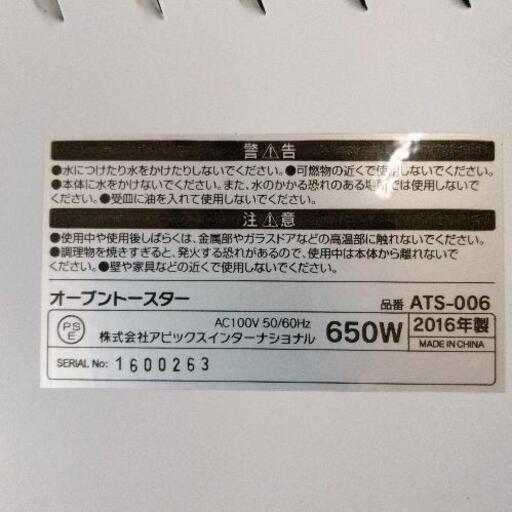 警⚠告
●水につけたり水をかけたりしないでください。●可燃物の近くで使用しないでください。
●本体に水をかけないでください。また、水のかかる恐れのある場所では使用しないで
ください。●受皿に油を入れて使用しないでください。
注⚠意
●使用中や使用後しばらくは、金属部やガラスドアなどの高温部に触れないでください。
●調理物を焼きすぎると、発火する恐れがあるので、使用中は本体から離れないで
ください。●壁や家具などの近くで使用しないでください。
オーブントースター 品番 ATS-006
PS E
AC100V 50/60Hz
株式会社アピックスインターナショナル
650W
2016年製
MADE IN CHINA
SERIAL No: 1600263